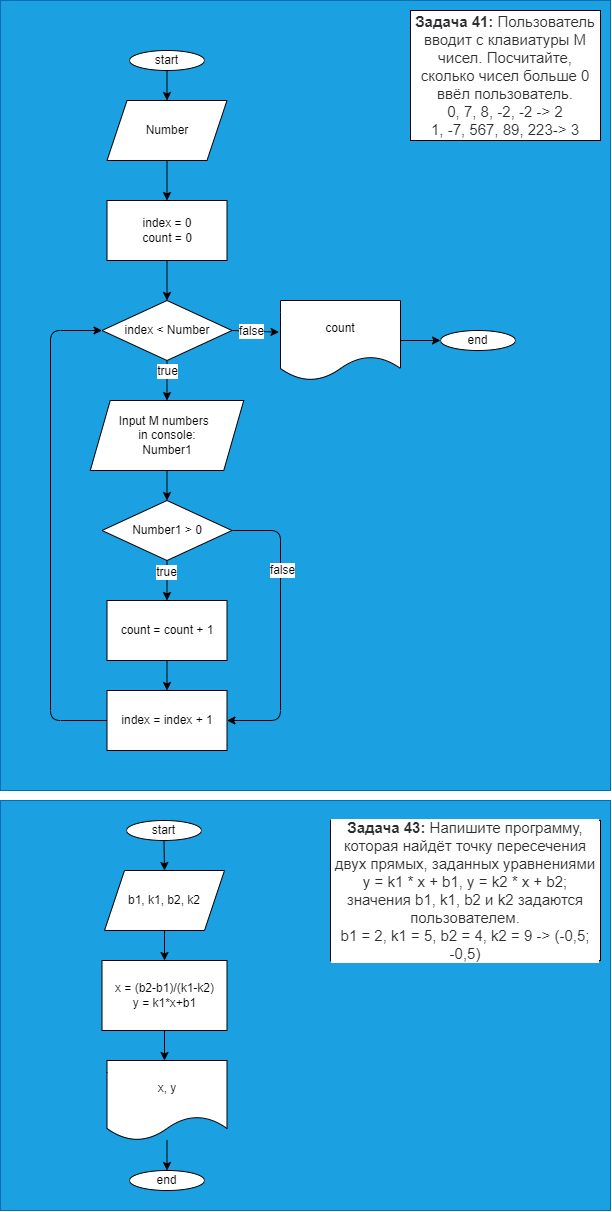 Задача 41: Пользователь
вводит с клавиатуры М
чисел. Посчитайте,
сколько чисел больше 0
ввёл пользователь.
0, 7, 8, -2, -2 -> 2
1, -7, 567, 89, 223-> 3
start
Number
index = 0
count = 0
index < Number
false
count
end
true
Input M numbers
in console:
Number1
Number1 > 0
true
false
count = count + 1
index = index + 1
Задача 43: Напишите программу,
которая найдёт точку пересечения
двух прямых, заданных уравнениями
y = k1 * x + b1, y = k2 * x + b2;
значения b1, k1, b2 и k2 задаются
пользователем.
b1 = 2, k1 = 5, b2 = 4, k2 = 9 -> (-0,5;
-0,5)
start
b1, k1, b2, k2
x = (b2-b1)/(k1-k2)
y = k1*x+b1
x, y
end